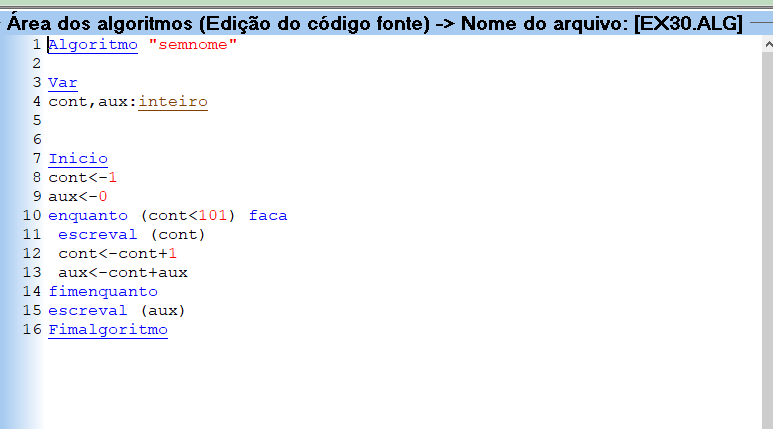 Área dos algoritmos (Edição do código fonte) -> Nome do arquivo: [EX30.ALG]
1 Algoritmo "semnome"
2
3 Var
4 cont,aux:inteiro
5
6
7 Inicio
8 cont<-1
9 aux<-0
10 enquanto (cont<101) faca
11  escreval (cont)
12  cont<-cont+1
13  aux<-cont+aux
14 fimenquanto
15 escreval (aux)
16 Fimalgoritmo